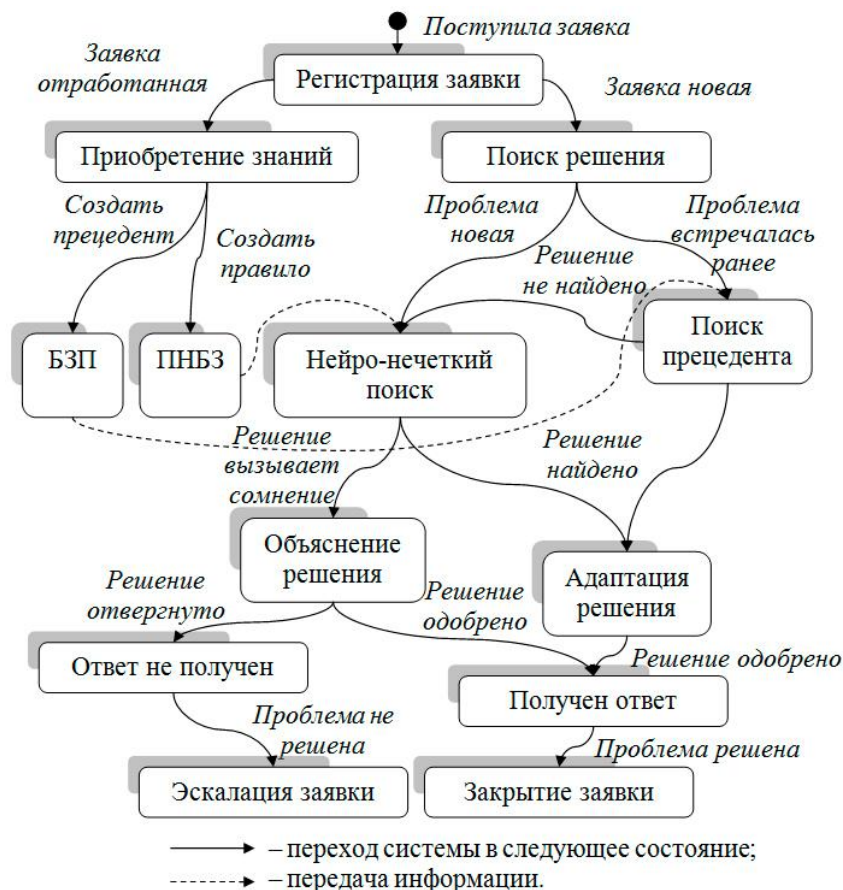 Поступила заявка
Заявка
отработанная
Регистрация заявки
Заявка новая
Приобретение знаний
Поиск решения
Создать
прецедент
Создать
правило
Проблема
новая
Проблема
встречалась
ранее
Решение
не найдено
БЗП
ПНБЗ
Нейро-нечеткий
поиск
Поиск
прецедента
Решение
вызывает
сомнение
Решение
найдено
Объяснение
решения
Адаптация
решения
Решение
отвергнуто
Решение
одобрено
Решение одобрено
Ответ не получен
Получен ответ
Проблема не
решена
Проблема решена
Эскалация заявки
Закрытие заявки
– переход системы в следующее состояние;
– передача информации.